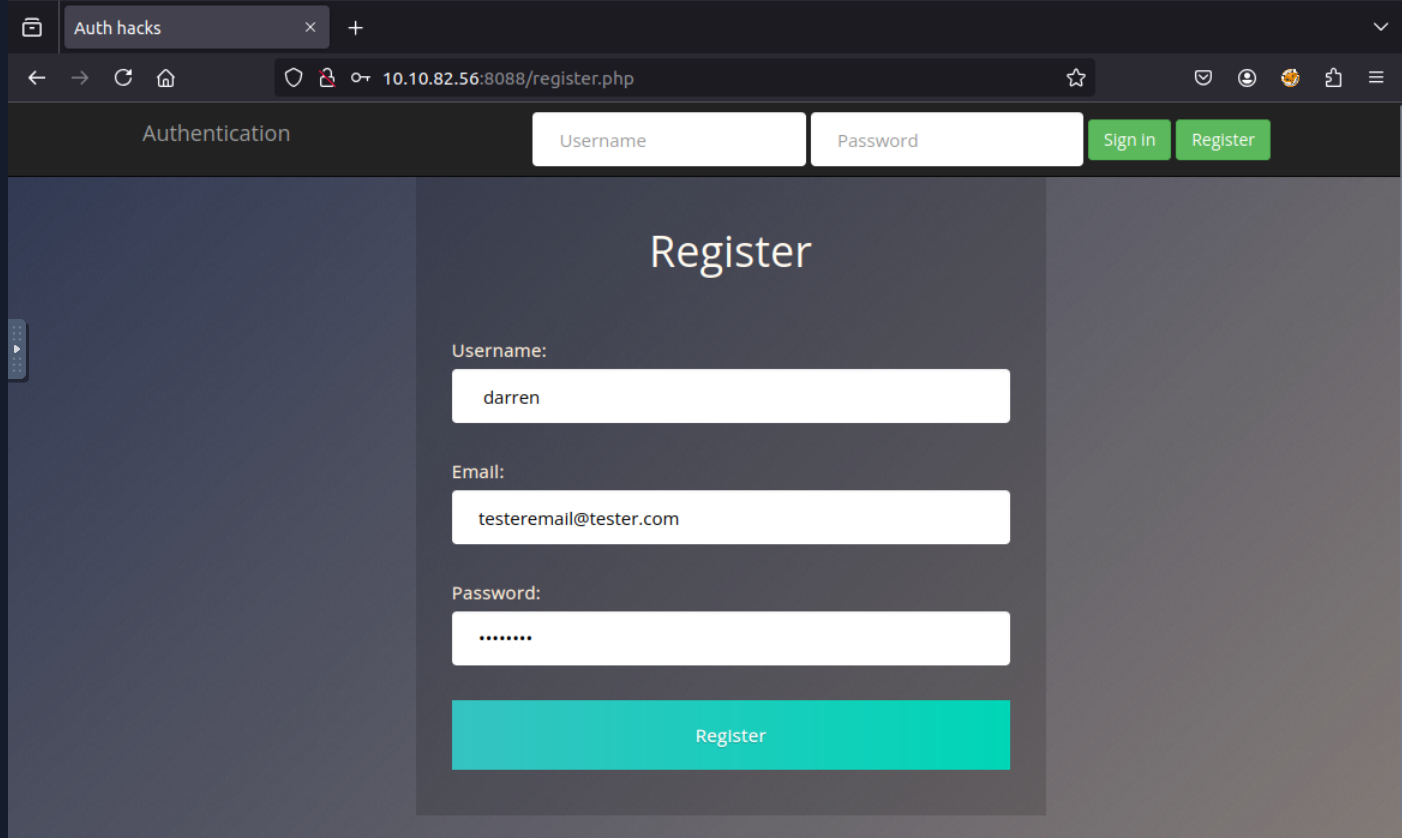 Auth hacks
10.10.82.56:8088/register.php
Authentication Username Password Sign in Register
Register
Username:
darren
Email:
testeremail@tester.com
Password:
••••••••
Register